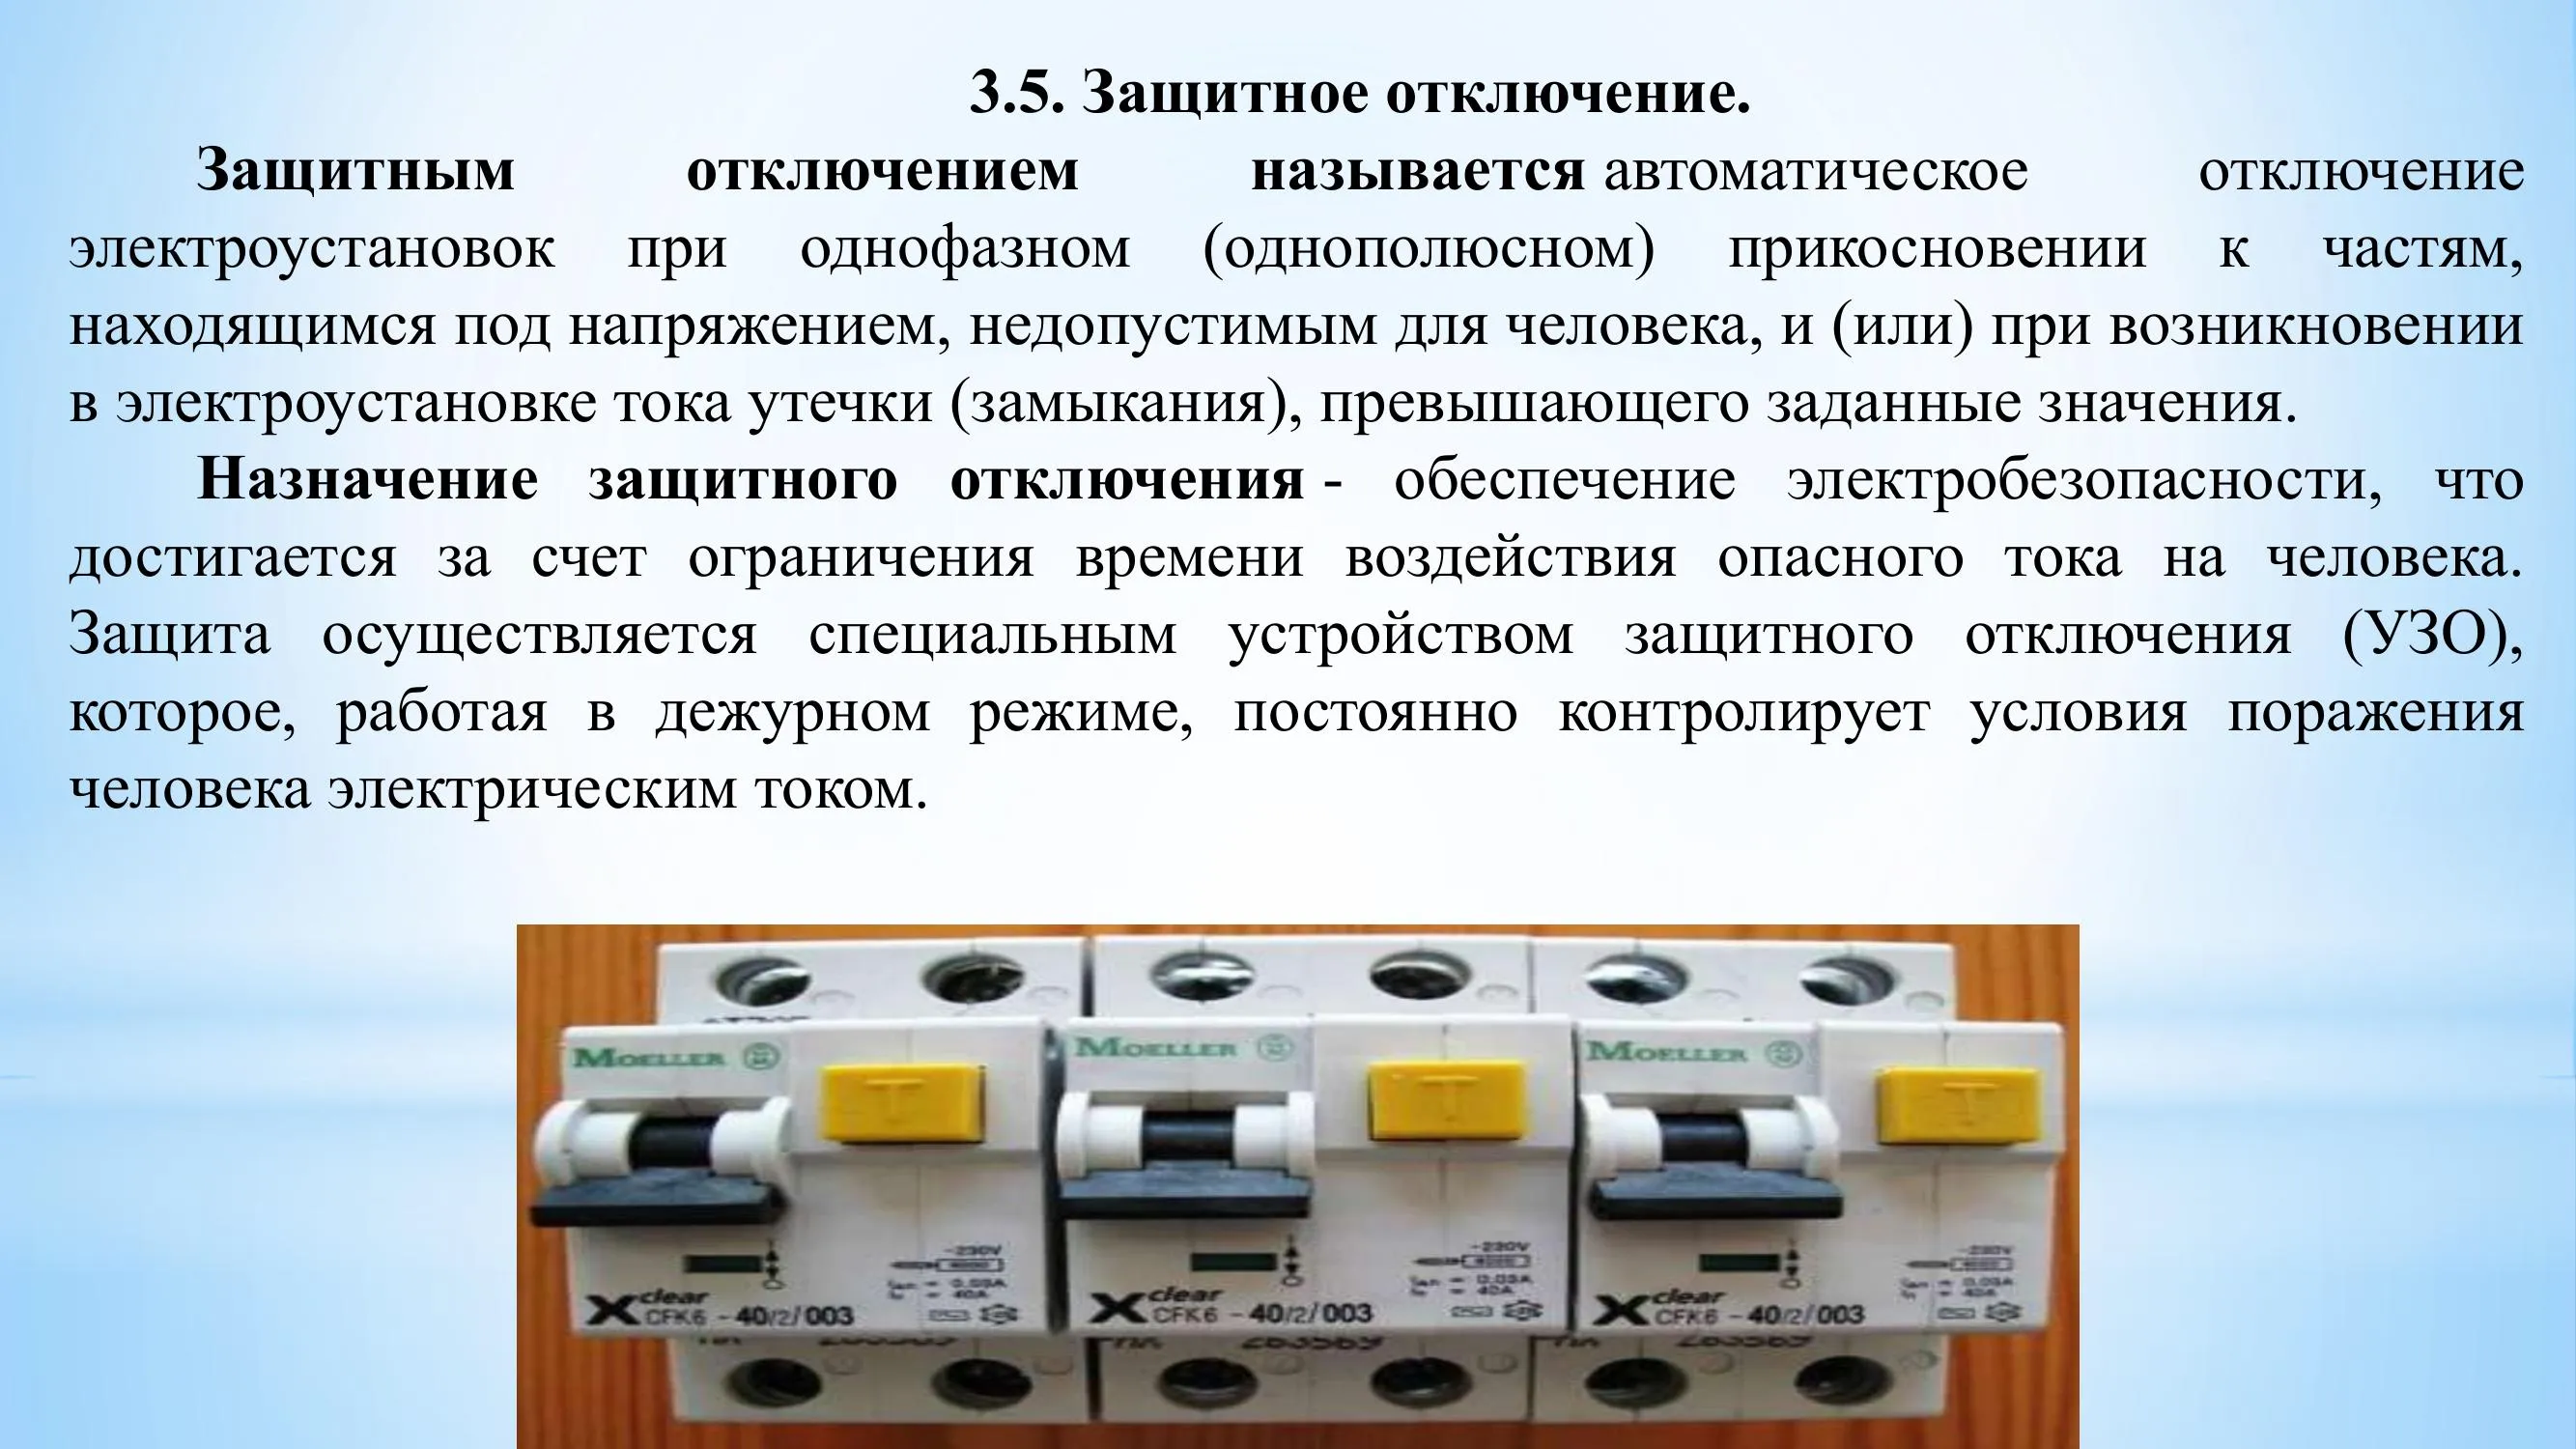 3.5. Защитное отключение.
Защитным отключением называется автоматическое отключение
электроустановок при однофазном (однополюсном) прикосновении к частям,
находящимся под напряжением, недопустимым для человека, и (или) при возникновении
в электроустановке тока утечки (замыкания), превышающего заданные значения.
Назначение защитного отключения - обеспечение электробезопасности, что
достигается за счет ограничения времени воздействия опасного тока на человека.
Защита осуществляется специальным устройством защитного отключения (УЗО),
которое, работая в дежурном режиме, постоянно контролирует условия поражения
человека электрическим током.
MOELLER MOELLER MOELLER
T T T
~230V ~230V ~230V
Xclear Xclear Xclear
CFK6 - 40/2/003 CFK6 - 40/2/003 CFK6 - 40/2/003